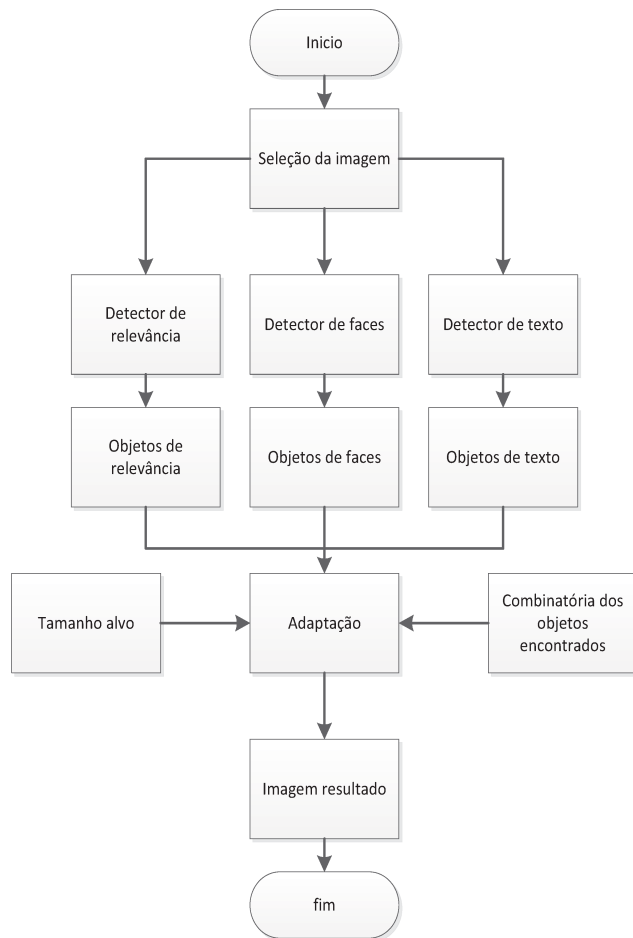 Inicio
Seleção da imagem
Detector de
relevância
Detector de faces
Detector de texto
Objetos de
relevância
Objetos de faces
Objetos de texto
Tamanho alvo
Adaptação
Combinatória dos
objetos
encontrados
Imagem resultado
fim